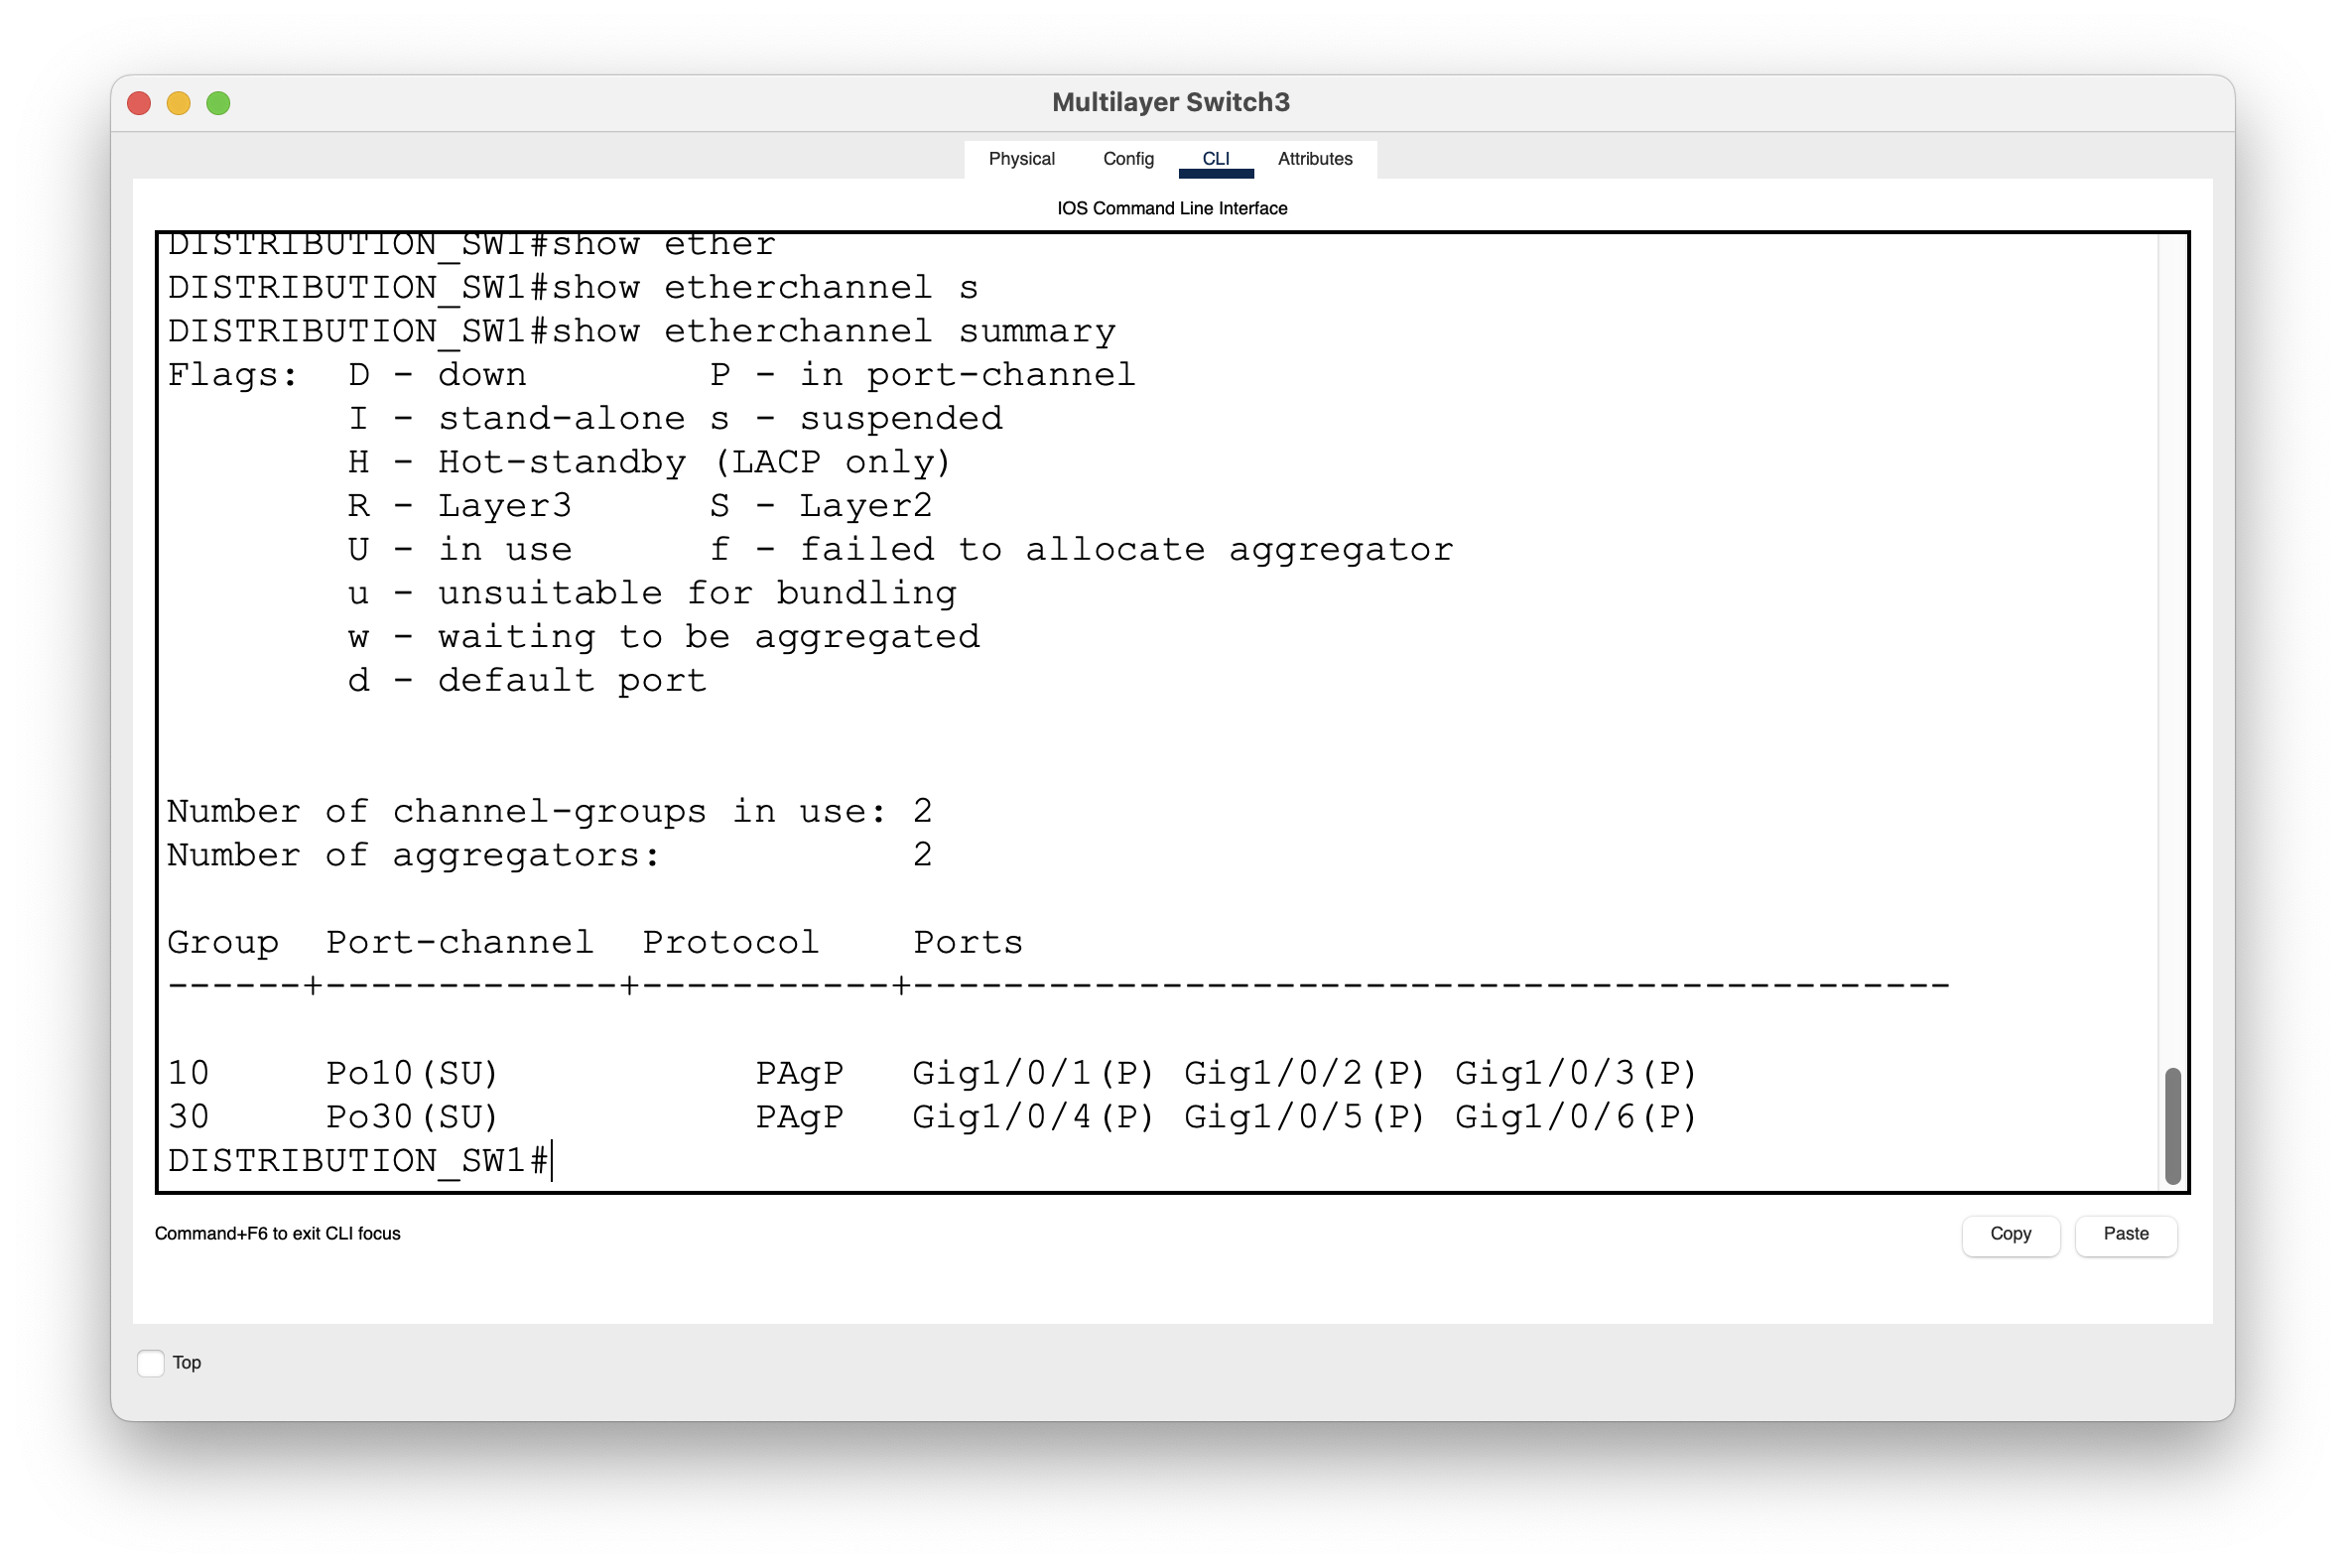 Multilayer Switch3
Physical Config CLI Attributes
IOS Command Line Interface
DISTRIBUTION_SW1#show ether
DISTRIBUTION_SW1#show etherchannel s
DISTRIBUTION_SW1#show etherchannel summary
Flags:  D - down        P - in port-channel
        I - stand-alone s - suspended
        H - Hot-standby (LACP only)
        R - Layer3      S - Layer2
        U - in use      f - failed to allocate aggregator
        u - unsuitable for bundling
        w - waiting to be aggregated
        d - default port
Number of channel-groups in use: 2
Number of aggregators:           2
Group  Port-channel  Protocol    Ports
------+-------------+-----------+----------------------------------------------
10     Po10(SU)           PAgP   Gig1/0/1(P) Gig1/0/2(P) Gig1/0/3(P)
30     Po30(SU)           PAgP   Gig1/0/4(P) Gig1/0/5(P) Gig1/0/6(P)
DISTRIBUTION_SW1#
Command+F6 to exit CLI focus
Copy Paste
Top